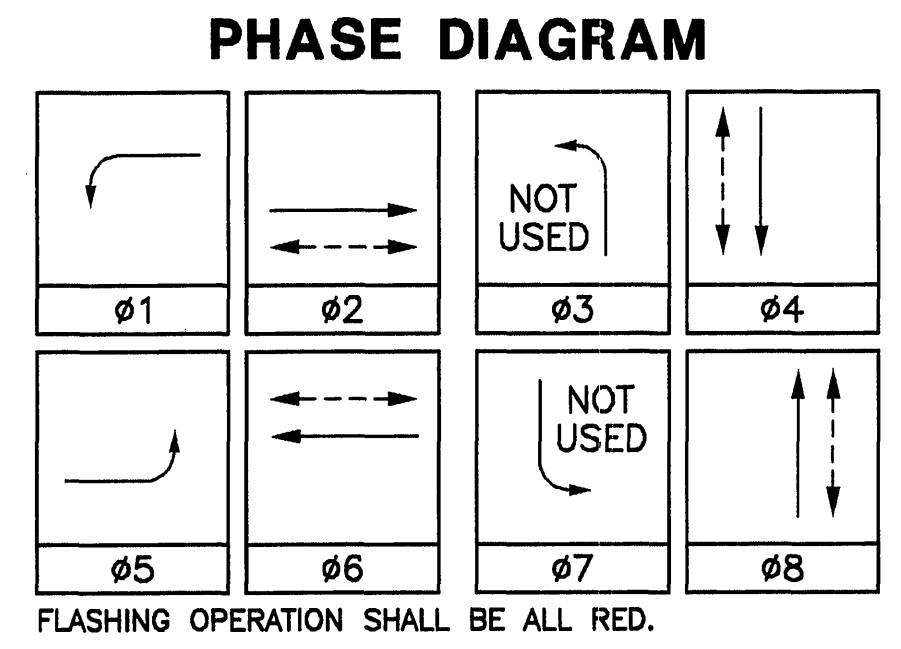 PHASE DIAGRAM
NOT
USED
ø1
ø2
ø3
ø4
NOT
USED
ø5
ø6
ø7
ø8
FLASHING OPERATION SHALL BE ALL RED.